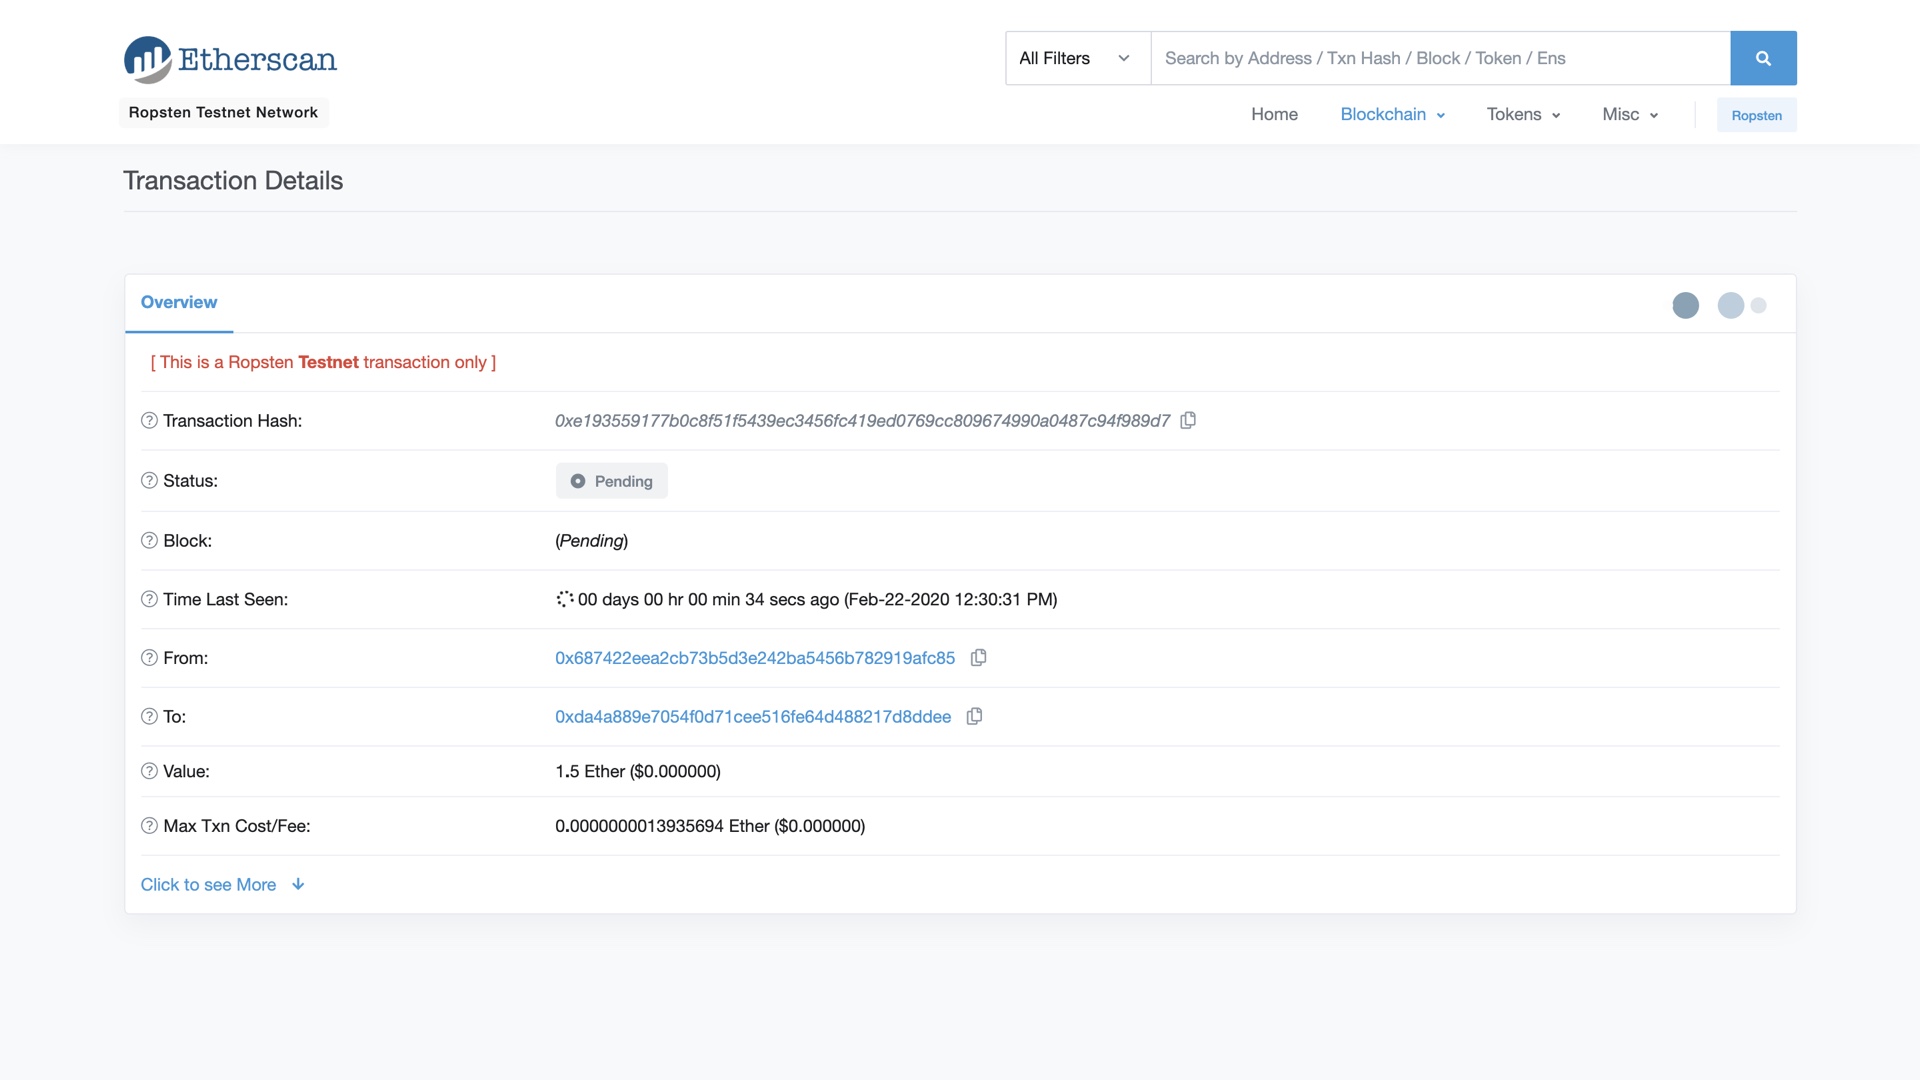 Etherscan
All Filters
Search by Address / Txn Hash / Block / Token / Ens
Ropsten Testnet Network
Home
Blockchain
Tokens
Misc
Ropsten
Transaction Details
Overview
[ This is a Ropsten Testnet transaction only ]
Transaction Hash: 0xe193559177b0c8f51f5439ec3456fc419ed0769cc809674990a0487c94f989d7
Status: Pending
Block: (Pending)
Time Last Seen: 00 days 00 hr 00 min 34 secs ago (Feb-22-2020 12:30:31 PM)
From: 0x687422eea2cb73b5d3e242ba5456b782919afc85
To: 0xda4a889e7054f0d71cee516fe64d488217d8ddee
Value: 1.5 Ether ($0.000000)
Max Txn Cost/Fee: 0.0000000013935694 Ether ($0.000000)
Click to see More